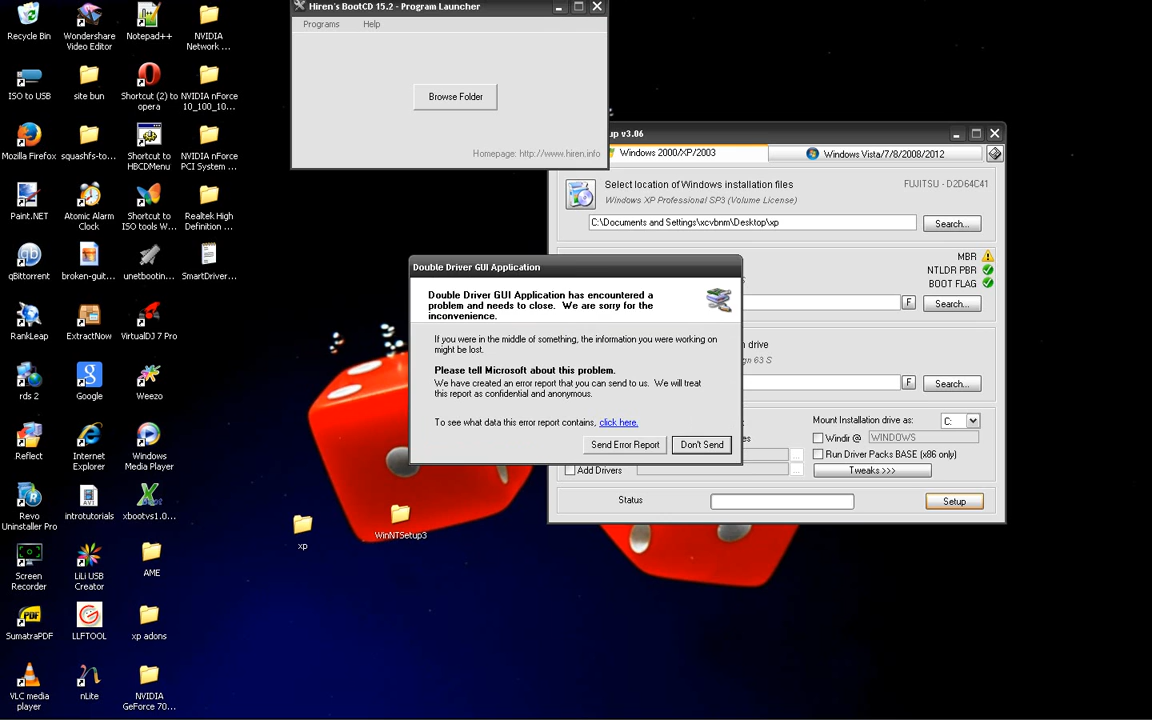 Recycle Bin
Wondershare
Video Editor
Notepad++
NVIDIA
Network ...
ISO to USB
site bun
Shortcut (2) to
opera
NVIDIA nForce
10_100_10...
Mozilla Firefox
squashfs-to...
Shortcut to
HBCDMenu
NVIDIA nForce
PCI System ...
Paint.NET
Atomic Alarm
Clock
Shortcut to
ISO tools W...
Realtek High
Definition ...
qBittorrent
broken-guit...
unetbootin...
SmartDriver...
RankLeap
ExtractNow
VirtualDJ 7 Pro
rds 2
Google
Weezo
Reflect
Internet
Explorer
Windows
Media Player
Revo
Uninstaller Pro
introtutorials
xbootvs1.0...
Screen
Recorder
LiLi USB
Creator
AME
SumatraPDF
LLFTOOL
xp adons
VLC media
player
nLite
NVIDIA
GeForce 70...
xp
WinNTSetup3
Hiren's BootCD 15.2 - Program Launcher
Programs Help
Browse Folder
Homepage: http://www.hiren.info
up v3.06
Windows 2000/XP/2003
Windows Vista/7/8/2008/2012
Select location of Windows installation files
FUJITSU - D2D64C41
Windows XP Professional SP3 (Volume License)
C:\Documents and Settings\xcvbnm\Desktop\xp
Search...
MBR
NTLDR PBR
BOOT FLAG
F
Search...
drive
63 S
F
Search...
Mount Installation drive as:
C:
Windir @
WINDOWS
Run Driver Packs BASE (x86 only)
Add Drivers
...
...
Tweaks >>>
Status
Setup
Double Driver GUI Application
Double Driver GUI Application has encountered a
problem and needs to close. We are sorry for the
inconvenience.
If you were in the middle of something, the information you were working on
might be lost.
Please tell Microsoft about this problem.
We have created an error report that you can send to us. We will treat
this report as confidential and anonymous.
To see what data this error report contains, click here.
Send Error Report
Don't Send